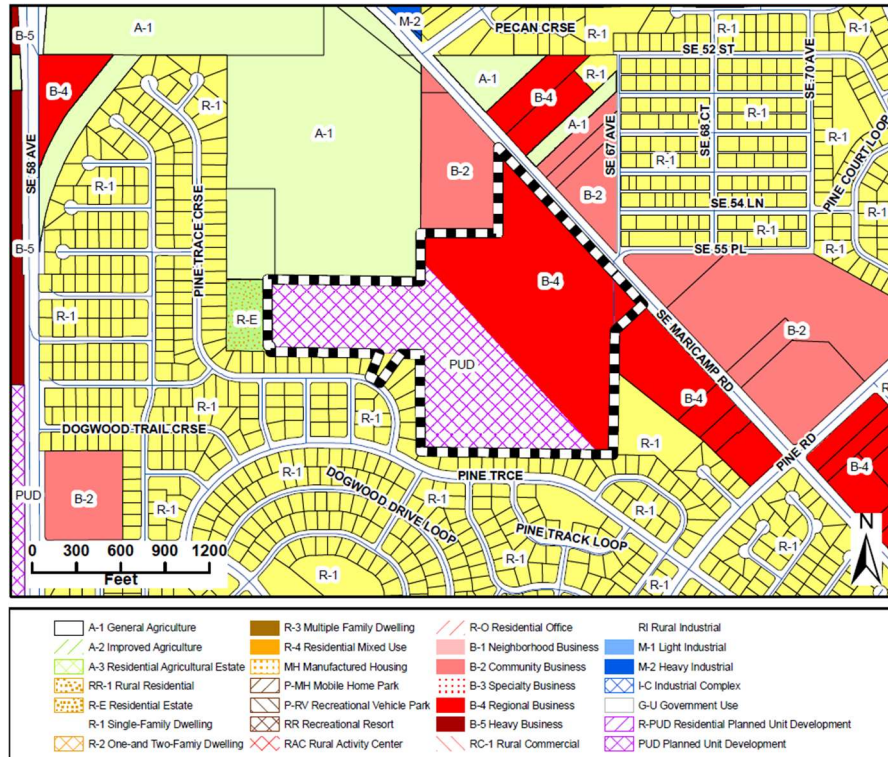 M-2
PECAN CRSE
R-1
R-1
R-1
B-5
A-1
SE 52 ST
SE 70 AVE
B-4
R-1
A-1
B-4
R-1
A-1
SE 67 AVE
SE 68 CT
R-1
R-1
SE 58 AVE
A-1
R-1
R-1
B-2
R-1
PINE COURT LOOP
B-2
SE 54 LN
R-1
R-1
R-1
B-5
PINE TRACE CRSE
SE 55 PL
B-4
R-E
B-2
R-1
SE MARICAMP RD
PUD
B-4
R-1
R-1
R-1
DOGWOOD TRAIL CRSE
PINE RD
B-4
PINE TRCE
R-1
DOGWOOD DRIVE LOOP
R-1
PUD
B-2
R-1
PINE TRACK LOOP
R-1
R-1
R-1
R-1
N
0 300 600 900 1200
Feet
A-1 General Agriculture
A-2 Improved Agriculture
A-3 Residential Agricultural Estate
RR-1 Rural Residential
R-E Residential Estate
R-1 Single-Family Dwelling
R-2 One-and Two-Famiy Dwelling
R-3 Multiple Family Dwelling
R-4 Residential Mixed Use
MH Manufactured Housing
P-MH Mobile Home Park
P-RV Recreational Vehicle Park
RR Recreational Resort
RAC Rural Activity Center
R-O Residential Office
B-1 Neighborhood Business
B-2 Community Business
B-3 Specialty Business
B-4 Regional Business
B-5 Heavy Business
RC-1 Rural Commercial
RI Rural Industrial
M-1 Light Industrial
M-2 Heavy Industrial
I-C Industrial Complex
G-U Government Use
R-PUD Residential Planned Unit Development
PUD Planned Unit Development